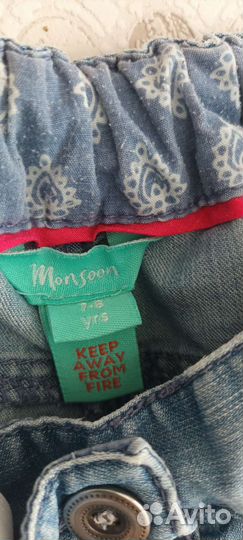 Monsoon
7-8
yrs
KEEP
AWAY
FROM
FIRE
Avito